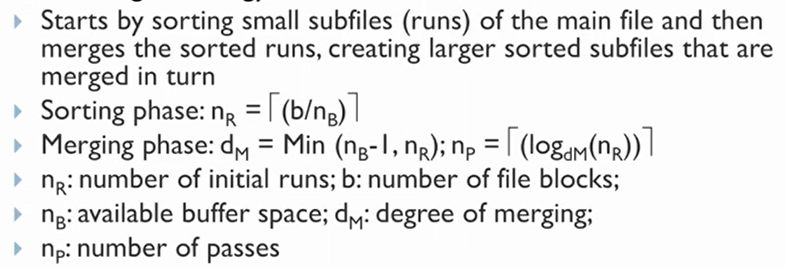 Starts by sorting small subfiles (runs) of the main file and then
merges the sorted runs, creating larger sorted subfiles that are
merged in turn
Sorting phase: nR = ⌈(b/nB)⌉
Merging phase: dM = Min (nB-1, nR); nP = ⌈(logdM(nR))⌉
nR: number of initial runs; b: number of file blocks;
nB: available buffer space; dM: degree of merging;
nP: number of passes